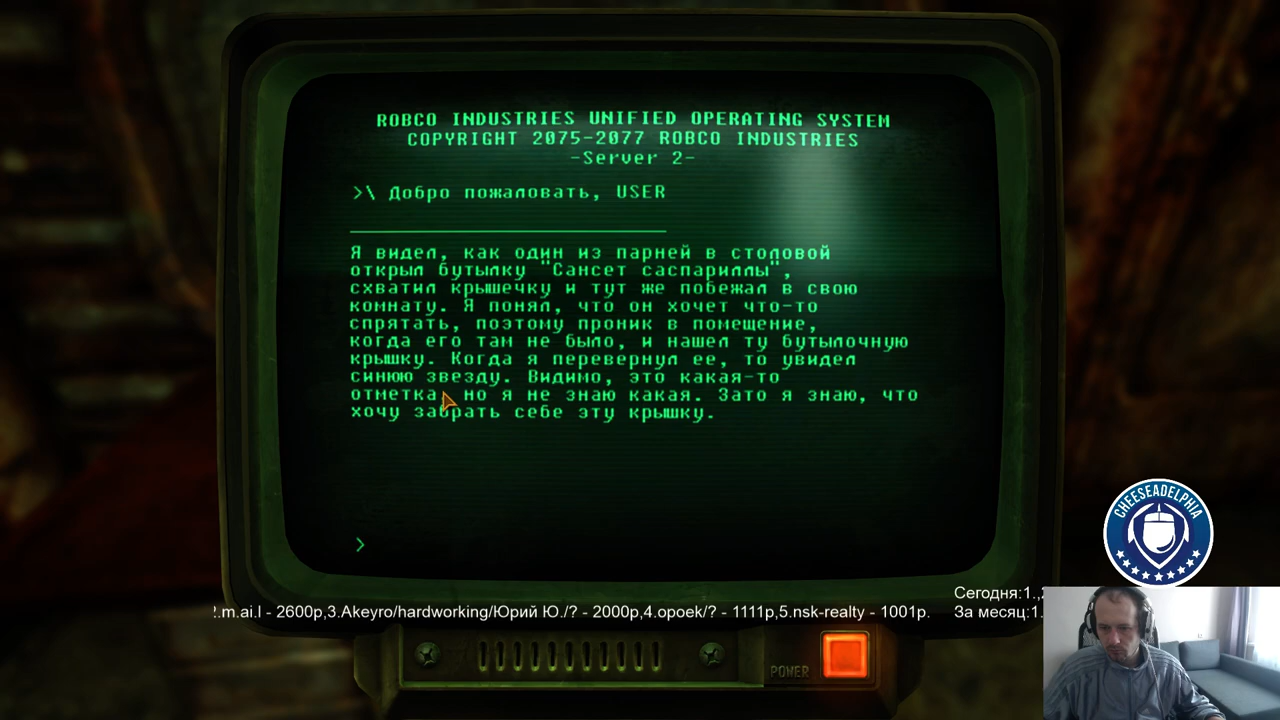 ROBCO INDUSTRIES UNIFIED OPERATING SYSTEM
COPYRIGHT 2075-2077 ROBCO INDUSTRIES
-Server 2-
>\ Добро пожаловать, USER
Я видел, как один из парней в столовой
открыл бутылку "Сансет саспариллы",
схватил крышечку и тут же побежал в свою
комнату. Я понял, что он хочет что-то
спрятать, поэтому проник в помещение,
когда его там не было, и нашел ту бутылочную
крышку. Когда я перевернул ее, то увидел
синюю звезду. Видимо, это какая-то
отметка, но я не знаю какая. Зато я знаю, что
хочу забрать себе эту крышку.
>
CHEESEADELPHIA
Сегодня:1.,
.m.ai.l - 2600р,3.Akeyro/hardworking/Юрий Ю./? - 2000р,4.opoek/? - 1111р,5.nsk-realty - 1001р.
За месяц:1.
POWER